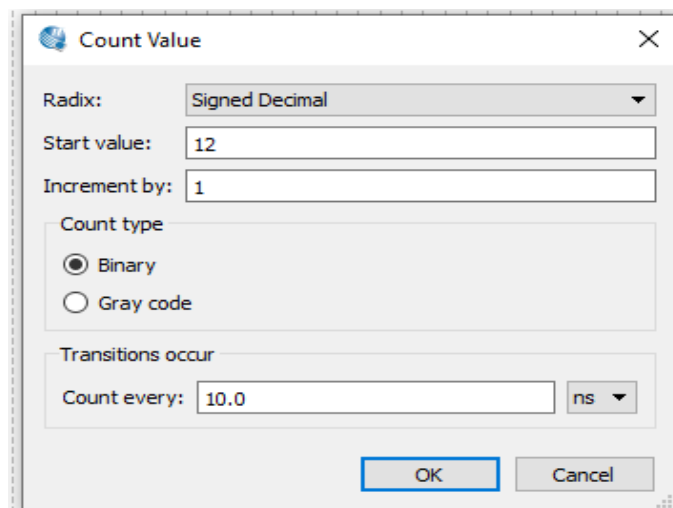 Count Value
Radix: Signed Decimal
Start value: 12
Increment by: 1
Count type
Binary
Gray code
Transitions occur
Count every: 10.0 ns
OK Cancel